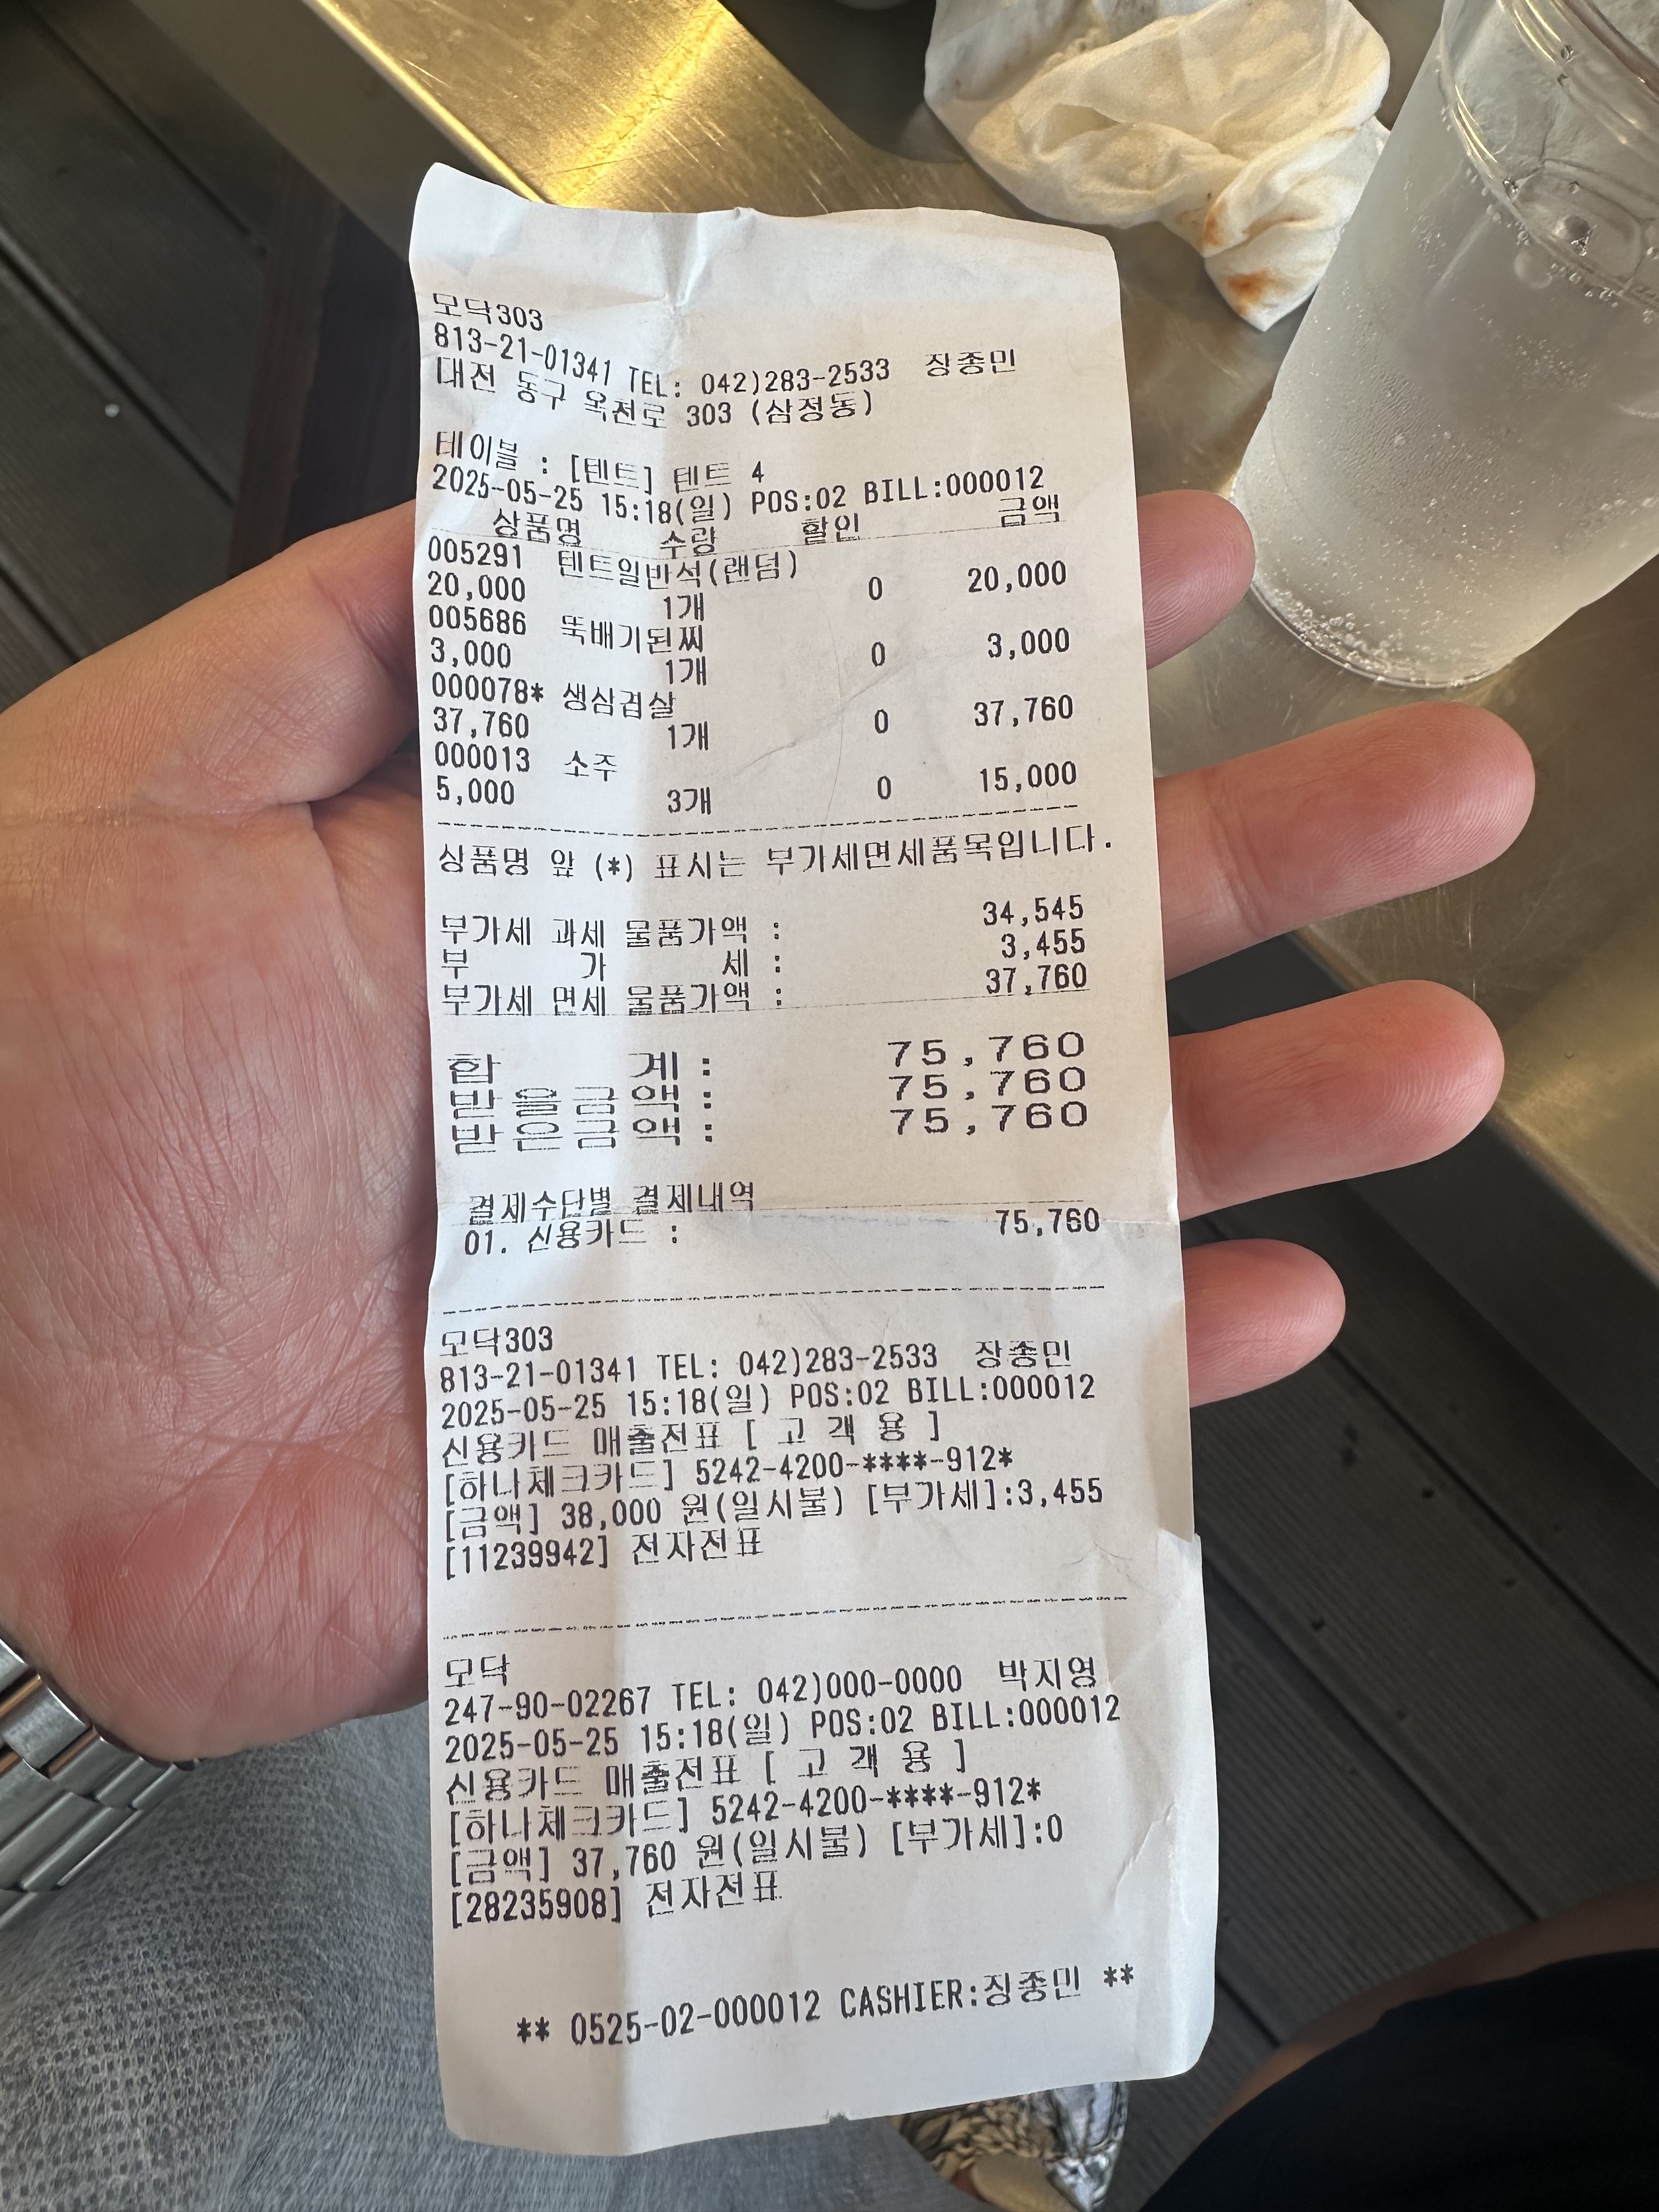 모닥303
813-21-01341 TEL: 042)283-2533 장종민
대전 동구 옥천로 303 (삼정동)
테이블 : [텐트] 텐트 4
2025-05-25 15:18(일) POS:02 BILL:000012
상품명 수량 할인 금액
005291 텐트일반석(랜덤)
20,000 1개 0 20,000
005686 뚝배기된찌
3,000 1개 0 3,000
000078* 생삼겹살
37,760 1개 0 37,760
000013 소주
5,000 3개 0 15,000
상품명 앞 (*) 표시는 부가세면세품목입니다.
부가세 과세 물품가액 : 34,545
부 가 세 : 3,455
부가세 면세 물품가액 : 37,760
합 계 : 75,760
받을금액 : 75,760
받은금액 : 75,760
결제수단별 결제내역
01. 신용카드 : 75,760
모닥303
813-21-01341 TEL: 042)283-2533 장종민
2025-05-25 15:18(일) POS:02 BILL:000012
신용카드 매출전표 [ 고 객 용 ]
[하나체크카드] 5242-4200-****-912*
[금액] 38,000 원(일시불) [부가세]:3,455
[11239942] 전자전표
모닥
247-90-02267 TEL: 042)000-0000 박지영
2025-05-25 15:18(일) POS:02 BILL:000012
신용카드 매출전표 [ 고 객 용 ]
[하나체크카드] 5242-4200-****-912*
[금액] 37,760 원(일시불) [부가세]:0
[28235908] 전자전표
** 0525-02-000012 CASHIER:장종민 **